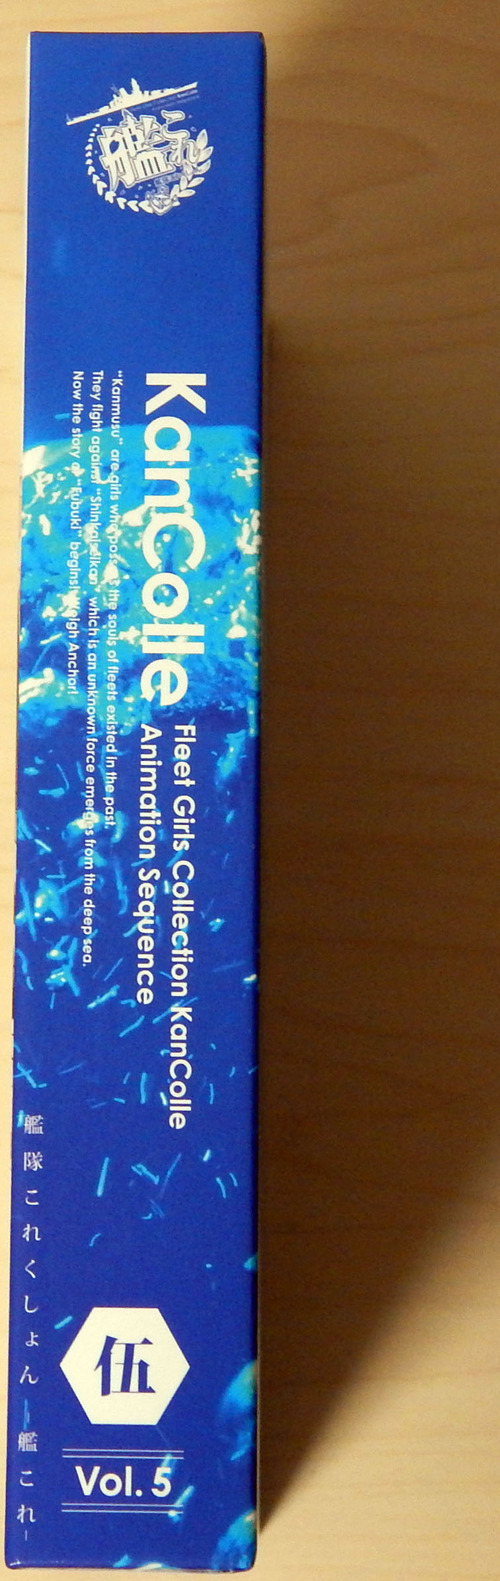 艦これ
KanColle
Fleet Girls Collection KanColle
Animation Sequence
"Kanmusu" are girls who possess the souls of fleets existed in the past.
They fight against "Shinkai-seikan" which is an unknown force emerges from the deep sea.
Now the story of "Fubuki" begins! Weigh Anchor!
艦隊これくしょん -艦これ-
伍
Vol. 5